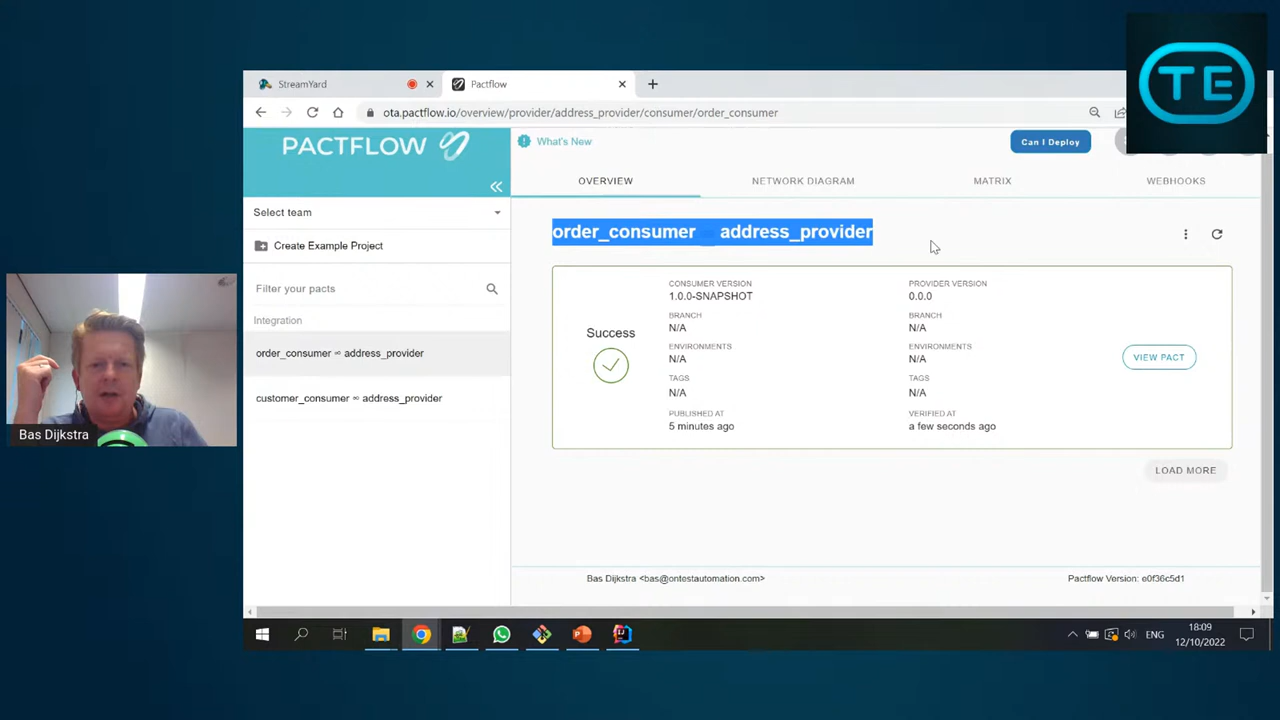 TE
StreamYard
Pactflow
ota.pactflow.io/overview/provider/address_provider/consumer/order_consumer
PACTFLOW
What's New
Can I Deploy
OVERVIEW
NETWORK DIAGRAM
MATRIX
WEBHOOKS
Select team
Create Example Project
Filter your pacts
Integration
order_consumer ∞ address_provider
customer_consumer ∞ address_provider
order_consumer ∞ address_provider
Success
CONSUMER VERSION
1.0.0-SNAPSHOT
BRANCH
N/A
ENVIRONMENTS
N/A
TAGS
N/A
PUBLISHED AT
5 minutes ago
PROVIDER VERSION
0.0.0
BRANCH
N/A
ENVIRONMENTS
N/A
TAGS
N/A
VERIFIED AT
a few seconds ago
VIEW PACT
LOAD MORE
Bas Dijkstra <bas@ontestautomation.com>
Pactflow Version: e0f36c5d1
Bas Dijkstra
ENG
18:09
12/10/2022